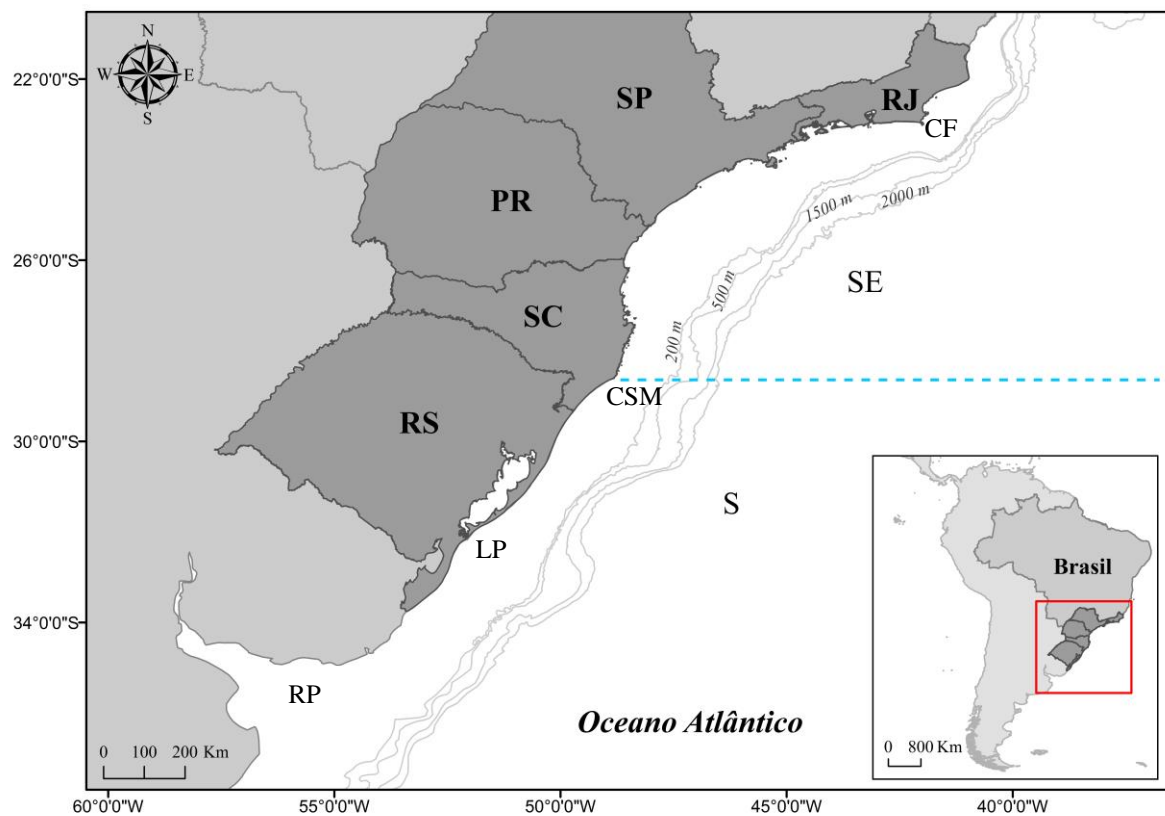 N
W E
S
22°0'0"S
26°0'0"S
30°0'0"S
34°0'0"S
SP
RJ
CF
PR
1500 m
2000 m
SE
500 m
SC
200 m
CSM
RS
S
LP
Brasil
RP
Oceano Atlântico
0 100 200 Km
0 800 Km
60°0'0"W 55°0'0"W 50°0'0"W 45°0'0"W 40°0'0"W